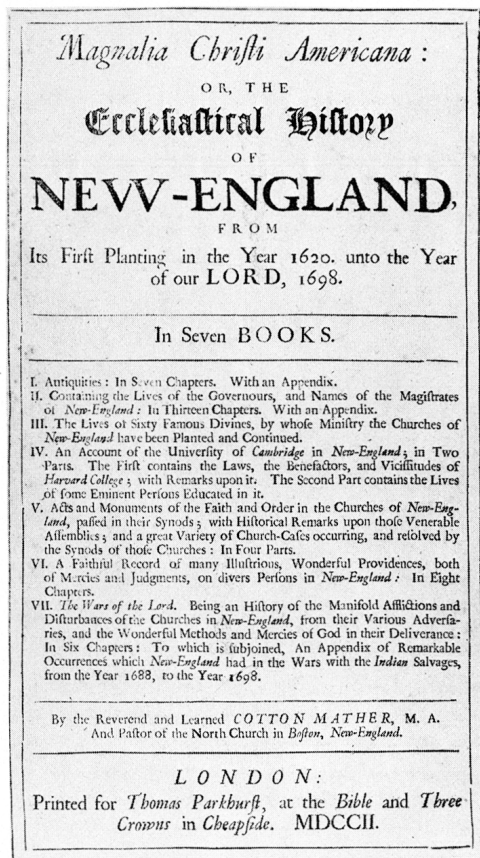 Magnalia Chriſti Americana:
OR, THE
Eccleſiaſtical Hiſtory
OF
NEVV-ENGLAND,
FROM
Its Firſt Planting in the Year 1620. unto the Year
of our LORD, 1698.
In Seven BOOKS.
I. Antiquities: In Seven Chapters. With an Appendix.
II. Containing the Lives of the Governours, and Names of the Magiſtrates
of New-England: In Thirteen Chapters. With an Appendix.
III. The Lives of Sixty Famous Divines, by whoſe Miniſtry the Churches of
New-England have been Planted and Continued.
IV. An Account of the Univerſity of Cambridge in New-England; in Two
Parts. The Firſt contains the Laws, the Benefactors, and Viciſſitudes of
Harvard College; with Remarks upon it. The Second Part contains the Lives
of ſome Eminent Perſons Educated in it.
V. Acts and Monuments of the Faith and Order in the Churches of New-Eng-
land, paſſed in their Synods; with Hiſtorical Remarks upon thoſe Venerable
Aſſemblies; and a great Variety of Church-Caſes occurring, and reſolved by
the Synods of thoſe Churches: In Four Parts.
VI. A Faithful Record of many Illuſtrious, Wonderful Providences, both
of Mercies and Judgments, on divers Perſons in New-England: In Eight
Chapters.
VII. The Wars of the Lord. Being an Hiſtory of the Manifold Afflictions and
Diſturbances of the Churches in New-England, from their Various Adverſa-
ries, and the Wonderful Methods and Mercies of God in their Deliverance:
In Six Chapters: To which is ſubjoined, An Appendix of Remarkable
Occurrences which New-England had in the Wars with the Indian Salvages,
from the Year 1688, to the Year 1698.
By the Reverend and Learned COTTON MATHER, M. A.
And Paſtor of the North Church in Boſton, New-England.
LONDON:
Printed for Thomas Parkhurſt, at the Bible and Three
Crowns in Cheapſide. MDCCII.